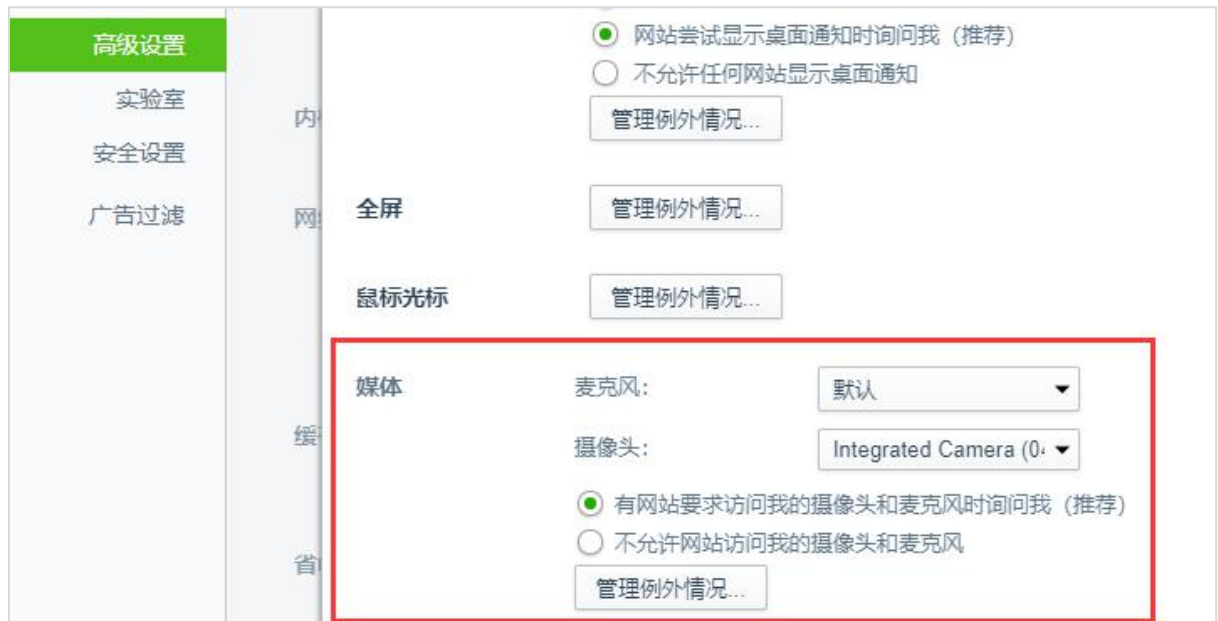 高级设置
实验室
安全设置
广告过滤
内
网
缓
省
网站尝试显示桌面通知时询问我（推荐）
不允许任何网站显示桌面通知
管理例外情况...
全屏
管理例外情况...
鼠标光标
管理例外情况...
媒体
麦克风：
默认
摄像头：
Integrated Camera (04
有网站要求访问我的摄像头和麦克风时询问我（推荐）
不允许网站访问我的摄像头和麦克风
管理例外情况...